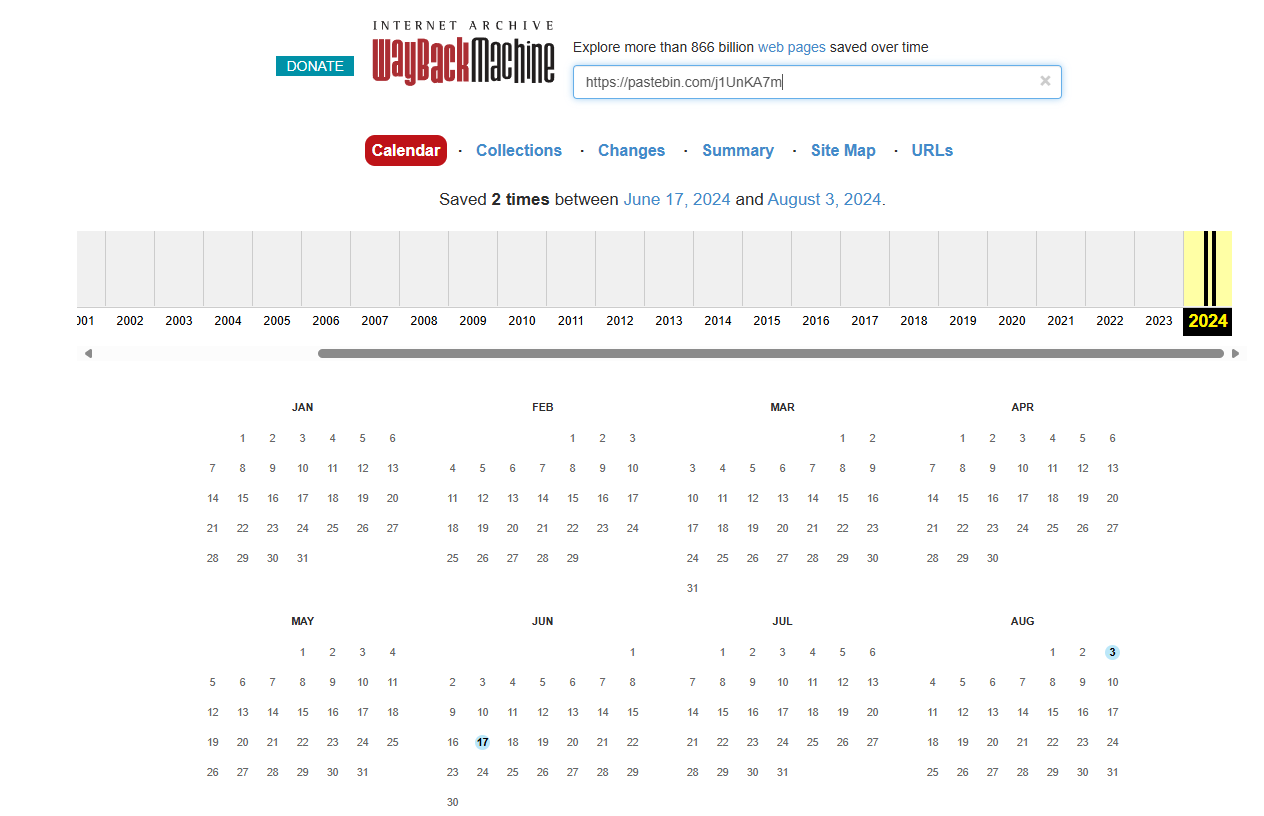 INTERNET ARCHIVE
WayBackMachine
DONATE
Explore more than 866 billion web pages saved over time
https://pastebin.com/j1UnKA7m
×
Calendar · Collections · Changes · Summary · Site Map · URLs
Saved 2 times between June 17, 2024 and August 3, 2024.
001 2002 2003 2004 2005 2006 2007 2008 2009 2010 2011 2012 2013 2014 2015 2016 2017 2018 2019 2020 2021 2022 2023 2024
JAN
1 2 3 4 5 6
7 8 9 10 11 12 13
14 15 16 17 18 19 20
21 22 23 24 25 26 27
28 29 30 31
FEB
1 2 3
4 5 6 7 8 9 10
11 12 13 14 15 16 17
18 19 20 21 22 23 24
25 26 27 28 29
MAR
1 2
3 4 5 6 7 8 9
10 11 12 13 14 15 16
17 18 19 20 21 22 23
24 25 26 27 28 29 30
31
APR
1 2 3 4 5 6
7 8 9 10 11 12 13
14 15 16 17 18 19 20
21 22 23 24 25 26 27
28 29 30
MAY
1 2 3 4
5 6 7 8 9 10 11
12 13 14 15 16 17 18
19 20 21 22 23 24 25
26 27 28 29 30 31
JUN
1
2 3 4 5 6 7 8
9 10 11 12 13 14 15
16 17 18 19 20 21 22
23 24 25 26 27 28 29
30
JUL
1 2 3 4 5 6
7 8 9 10 11 12 13
14 15 16 17 18 19 20
21 22 23 24 25 26 27
28 29 30 31
AUG
1 2 3
4 5 6 7 8 9 10
11 12 13 14 15 16 17
18 19 20 21 22 23 24
25 26 27 28 29 30 31